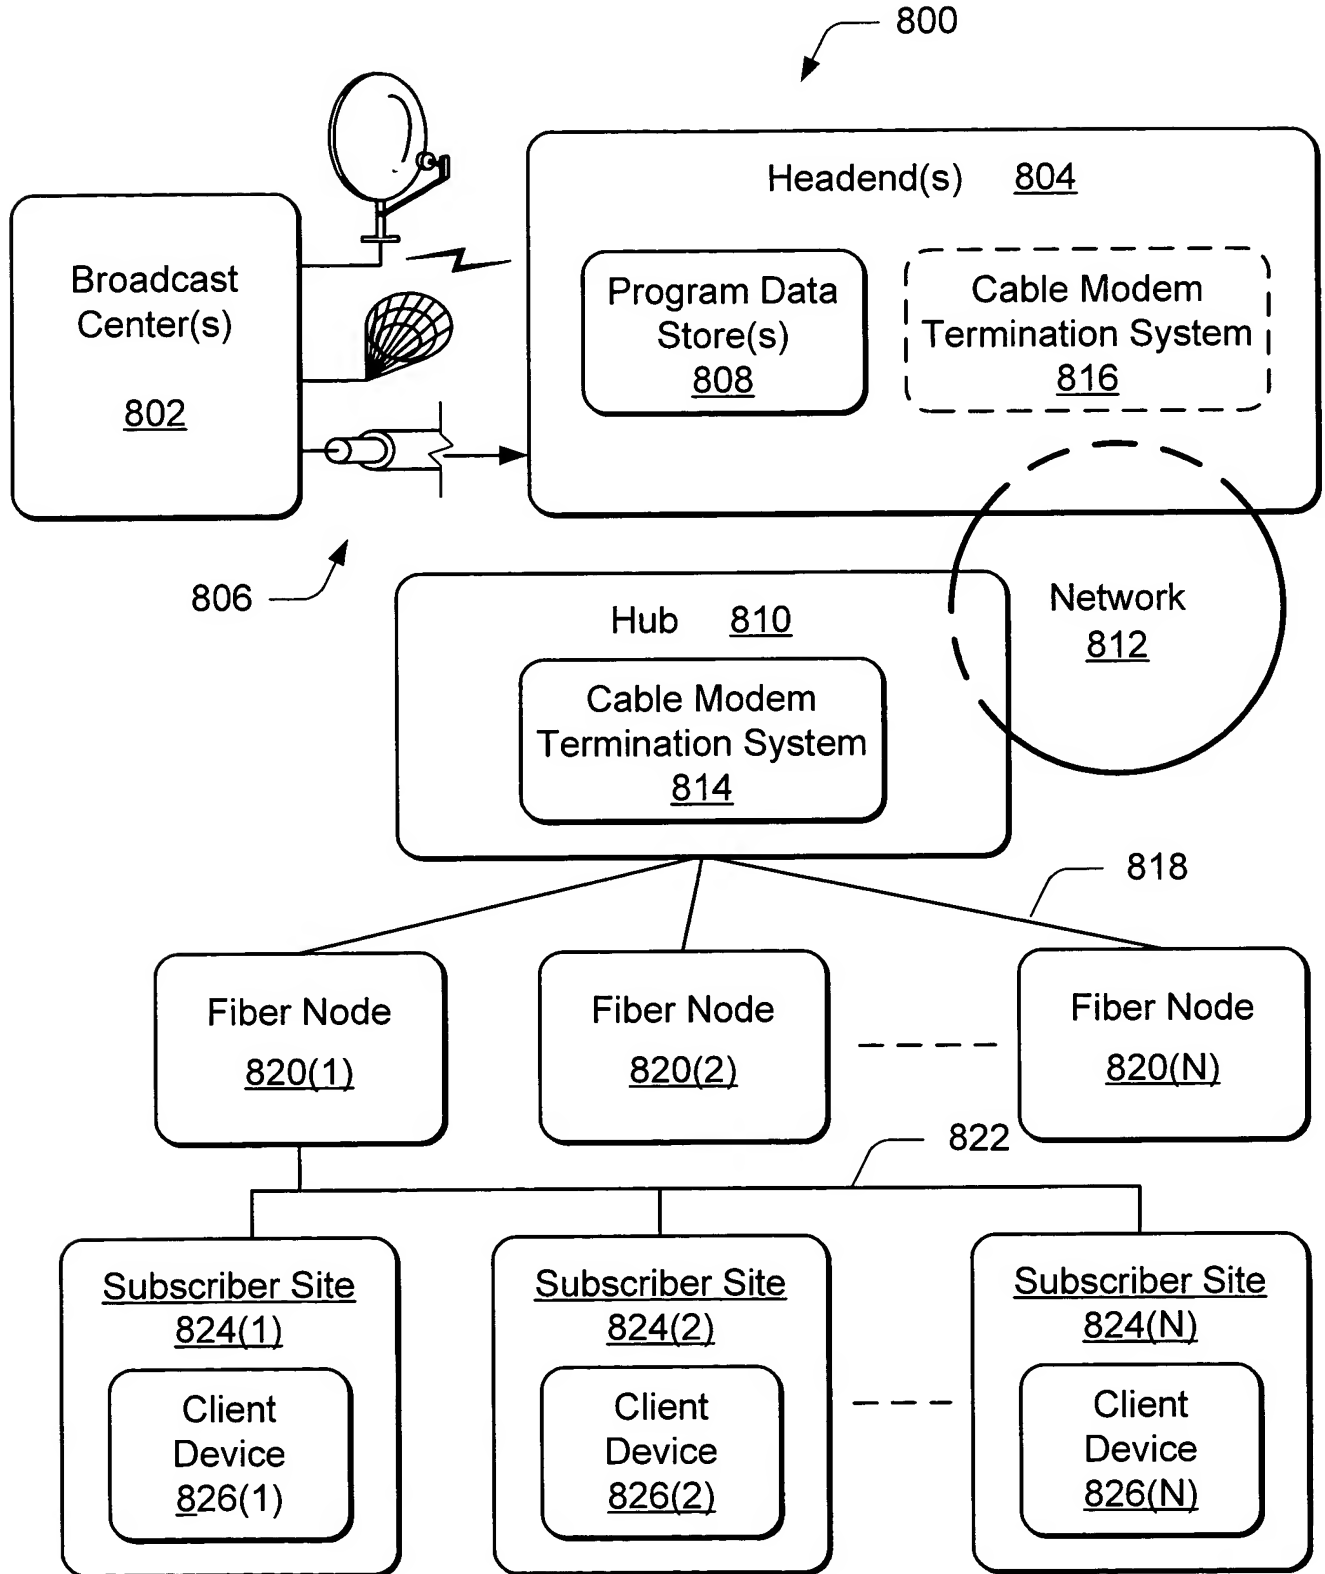 800
Headend(s) 804
Broadcast
Center(s)
802
Program Data
Store(s)
808
Cable Modem
Termination System
816
806
Hub 810
Network
812
Cable Modem
Termination System
814
818
Fiber Node
820(1)
Fiber Node
820(2)
Fiber Node
820(N)
822
Subscriber Site
824(1)
Subscriber Site
824(2)
Subscriber Site
824(N)
Client
Device
826(1)
Client
Device
826(2)
Client
Device
826(N)